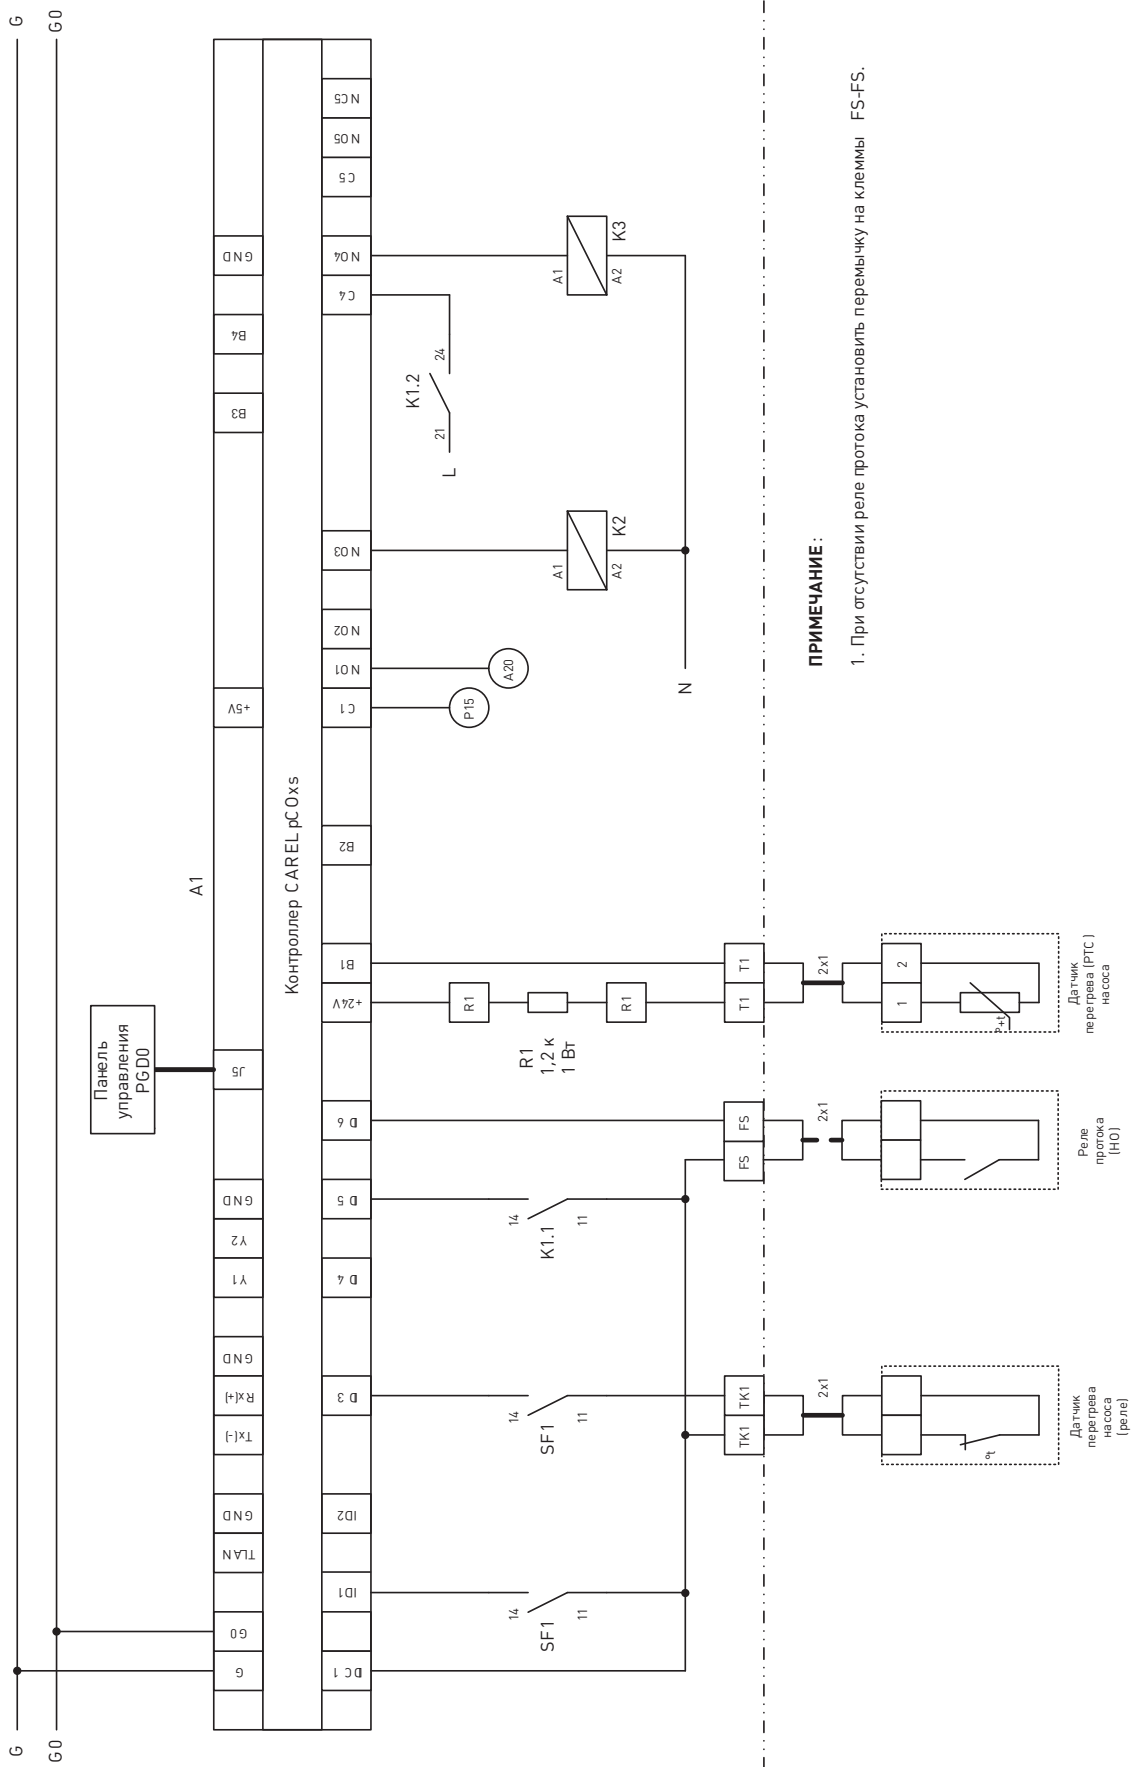 G
G0
G
G0
Панель
управления
PGD0
A1
G
G0
TLAN
GND
Tx(-)
Rx(+)
GND
Y1
Y2
GND
J5
+5V
B3
B4
GND
Контроллер CAREL pCOxs
DC1
ID1
ID2
D3
D4
D5
D6
+24V
B1
B2
C1
NO1
NO2
NO3
C4
NO4
C5
NO5
NC5
14
SF1
11
14
SF1
11
14
K1.1
11
R1
R1
R1
1,2 к
1 Вт
P15
A20
K1.2
21
24
L
A1
A2
K2
A1
A2
K3
N
TK1
TK1
FS
FS
T1
T1
2x1
2x1
2x1
°t
1
2
°+t
Датчик
перегрева
насоса
(реле)
Реле
протока
(НО)
Датчик
перегрева (PTC)
насоса
ПРИМЕЧАНИЕ:
1. При отсутствии реле протока установить перемычку на клеммы FS-FS.